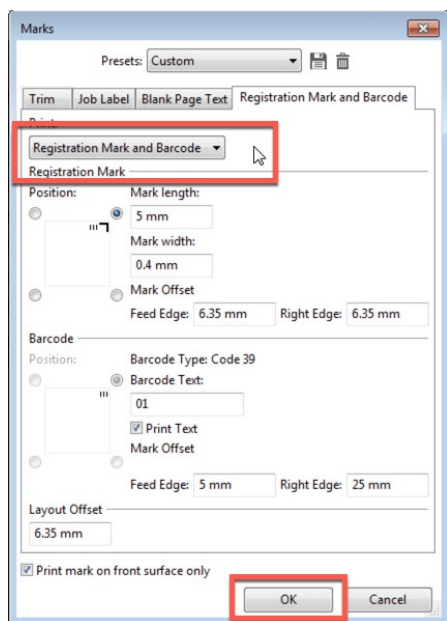 Marks
Presets: Custom
Trim Job Label Blank Page Text Registration Mark and Barcode
Print:
Registration Mark and Barcode
Registration Mark
Position: Mark length:
5 mm
Mark width:
0.4 mm
Mark Offset
Feed Edge: 6.35 mm Right Edge: 6.35 mm
Barcode
Position: Barcode Type: Code 39
Barcode Text:
01
Print Text
Mark Offset
Feed Edge: 5 mm Right Edge: 25 mm
Layout Offset
6.35 mm
Print mark on front surface only
OK Cancel